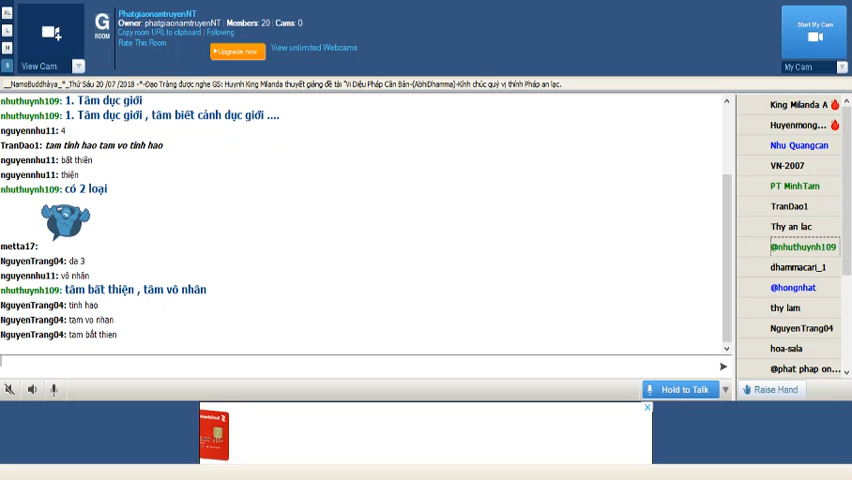 XL
L
M
S
View Cam
G
ROOM
PhatgiaonamtruyenNT
Owner: phatgiaonamtruyenNT | Members: 20 | Cams: 0
Copy room URL to clipboard | Following
Rate This Room
Upgrade now
View unlimited Webcams
Start My Cam
My Cam
__NamoBuddhàya_*_Thứ Sáu 20 /07 /2018 -*-Đạo Tràng được nghe GS: Huynh King Milanda thuyết giảng đề tài "Vi Diệu Pháp Căn Bản-(AbhiDhamma)-Kính chúc quý vị thính Pháp an lạc.
nhuthuynh109: 1. Tâm dục giới
nhuthuynh109: 1. Tâm dục giới , tâm biết cảnh dục giới ....
nguyennhu11: 4
TranDao1: tam tinh hao tam vo tinh hao
nguyennhu11: bất thiên
nguyennhu11: thiện
nhuthuynh109: có 2 loại
metta17:
NguyenTrang04: da 3
nguyennhu11: vô nhân
nhuthuynh109: tâm bất thiện , tâm vô nhân
NguyenTrang04: tinh hao
NguyenTrang04: tam vo nhan
NguyenTrang04: tam bất thien
King Milanda A
Huyenmong...
Nhu Quangcan
VN-2007
PT MinhTam
TranDao1
Thy an lac
@nhuthuynh109
dhammacari_1
@hongnhat
thy lam
NguyenTrang04
hoa-sala
@phat phap on...
Hold to Talk
Raise Hand
X